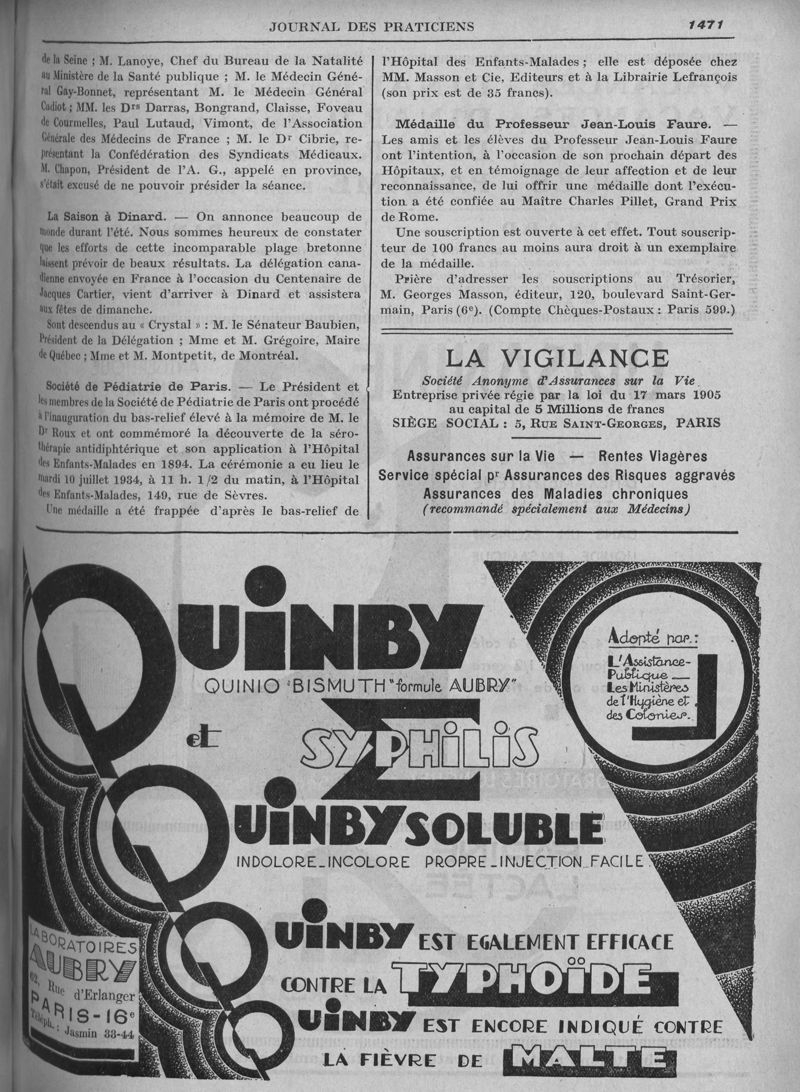 JOURNAL DES PRATICIENS
1471
de la Seine ; M. Lanoye, Chef du Bureau de la Natalité
au Ministère de la Santé publique ; M. le Médecin Géné-
ral Gay-Bonnet, représentant M. le Médecin Général
Cadiot ; MM. les Drs Darras, Bongrand, Claisse, Foveau
de Courmelles, Paul Lutaud, Vimont, de l'Association
Générale des Médecins de France ; M. le Dr Cibrie, re-
présentant la Confédération des Syndicats Médicaux.
M. Chapon, Président de l'A. G., appelé en province,
s'était excusé de ne pouvoir présider la séance.
La Saison à Dinard. — On annonce beaucoup de
monde durant l'été. Nous sommes heureux de constater
que les efforts de cette incomparable plage bretonne
laissent prévoir de beaux résultats. La délégation cana-
dienne envoyée en France à l'occasion du Centenaire de
Jacques Cartier, vient d'arriver à Dinard et assistera
aux fêtes de dimanche.
Sont descendus au « Crystal » : M. le Sénateur Baubien,
Président de la Délégation ; Mme et M. Grégoire, Maire
de Québec ; Mme et M. Montpetit, de Montréal.
Société de Pédiatrie de Paris. — Le Président et
les membres de la Société de Pédiatrie de Paris ont procédé
à l'inauguration du bas-relief élevé à la mémoire de M. le
Dr Roux et ont commémoré la découverte de la séro-
thérapie antidiphtérique et son application à l'Hôpital
des Enfants-Malades en 1894. La cérémonie a eu lieu le
mardi 10 juillet 1934, à 11 h. 1/2 du matin, à l'Hôpital
des Enfants-Malades, 149, rue de Sèvres.
Une médaille a été frappée d'après le bas-relief de
l'Hôpital des Enfants-Malades ; elle est déposée chez
MM. Masson et Cie, Editeurs et à la Librairie Lefrançois
(son prix est de 35 francs).
Médaille du Professeur Jean-Louis Faure. —
Les amis et les élèves du Professeur Jean-Louis Faure
ont l'intention, à l'occasion de son prochain départ des
Hôpitaux, et en témoignage de leur affection et de leur
reconnaissance, de lui offrir une médaille dont l'exécu-
tion a été confiée au Maître Charles Pillet, Grand Prix
de Rome.
Une souscription est ouverte à cet effet. Tout souscrip-
teur de 100 francs au moins aura droit à un exemplaire
de la médaille.
Prière d'adresser les souscriptions au Trésorier,
M. Georges Masson, éditeur, 120, boulevard Saint-Ger-
main, Paris (6e). (Compte Chèques-Postaux : Paris 599.)
LA VIGILANCE
Société Anonyme d'Assurances sur la Vie
Entreprise privée régie par la loi du 17 mars 1905
au capital de 5 Millions de francs
SIÈGE SOCIAL : 5, RUE SAINT-GEORGES, PARIS
Assurances sur la Vie — Rentes Viagères
Service spécial pr Assurances des Risques aggravés
Assurances des Maladies chroniques
(recommandé spécialement aux Médecins)
QUINBY
QUINIO-BISMUTH "formule AUBRY"
Adopté par :
L'Assistance-
Publique —
Les Ministères
de l'Hygiène et
des Colonies.
et SYPHILIS
QUINBY SOLUBLE
INDOLORE_INCOLORE PROPRE_INJECTION FACILE
QUINBY EST EGALEMENT EFFICACE
CONTRE LA TYPHOÏDE
QUINBY EST ENCORE INDIQUÉ CONTRE
LA FIÈVRE DE MALTE
LABORATOIRES
AUBRY
62, Rue
d'Erlanger
PARIS-16e
Téléph. : Jasmin 33-44